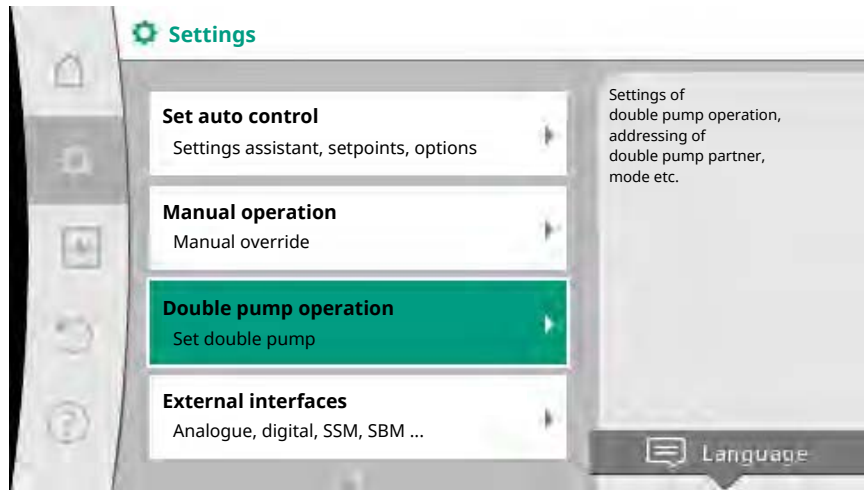 Settings
Set auto control
Settings assistant, setpoints, options
Manual operation
Manual override
Double pump operation
Set double pump
External interfaces
Analogue, digital, SSM, SBM ...
Settings of
double pump operation,
addressing of
double pump partner,
mode etc.
Language